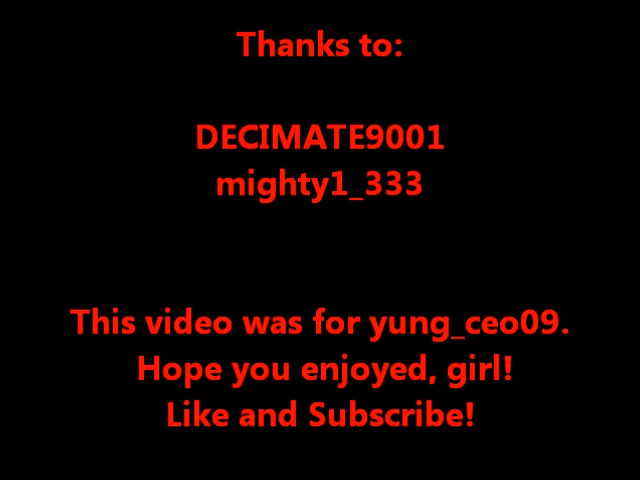 Thanks to:
DECIMATE9001
mighty1_333
This video was for yung_ceo09.
Hope you enjoyed, girl!
Like and Subscribe!